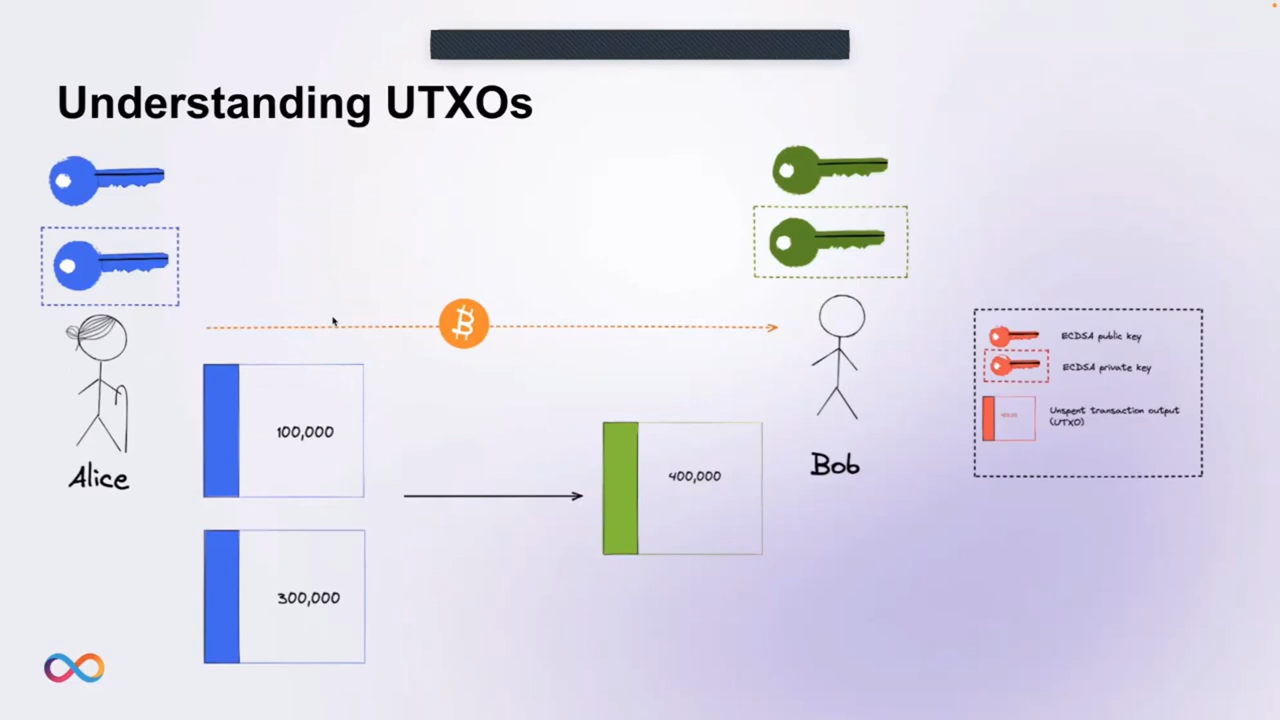 Understanding UTXOs
Alice
100,000
300,000
400,000
Bob
ECDSA public key
ECDSA private key
Unspent transaction output
(UTXO)